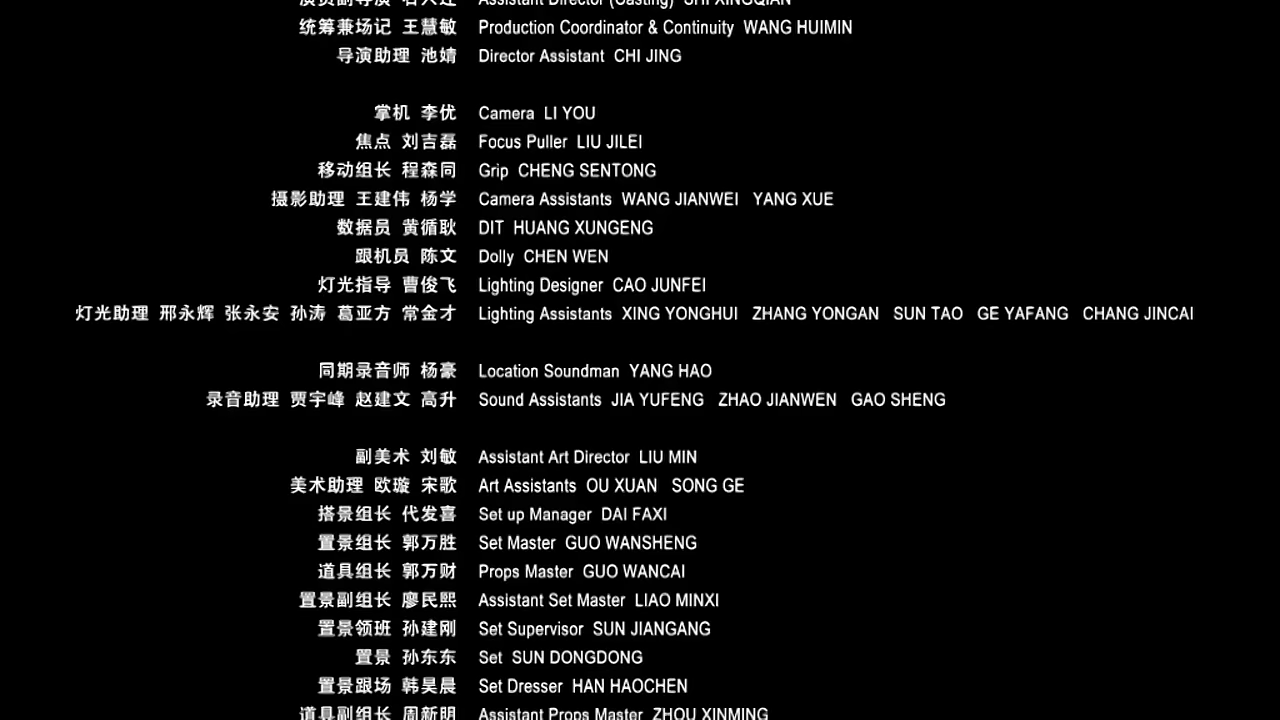 Assistant Director (Casting) SHI XINGQIAN
统筹兼场记 王慧敏 Production Coordinator & Continuity WANG HUIMIN
导演助理 池婧 Director Assistant CHI JING
掌机 李优 Camera LI YOU
焦点 刘吉磊 Focus Puller LIU JILEI
移动组长 程森同 Grip CHENG SENTONG
摄影助理 王建伟 杨学 Camera Assistants WANG JIANWEI YANG XUE
数据员 黄循耿 DIT HUANG XUNGENG
跟机员 陈文 Dolly CHEN WEN
灯光指导 曹俊飞 Lighting Designer CAO JUNFEI
灯光助理 邢永辉 张永安 孙涛 葛亚方 常金才 Lighting Assistants XING YONGHUI ZHANG YONGAN SUN TAO GE YAFANG CHANG JINCAI
同期录音师 杨豪 Location Soundman YANG HAO
录音助理 贾宇峰 赵建文 高升 Sound Assistants JIA YUFENG ZHAO JIANWEN GAO SHENG
副美术 刘敏 Assistant Art Director LIU MIN
美术助理 欧璇 宋歌 Art Assistants OU XUAN SONG GE
搭景组长 代发喜 Set up Manager DAI FAXI
置景组长 郭万胜 Set Master GUO WANSHENG
道具组长 郭万财 Props Master GUO WANCAI
置景副组长 廖民熙 Assistant Set Master LIAO MINXI
置景领班 孙建刚 Set Supervisor SUN JIANGANG
置景 孙东东 Set SUN DONGDONG
置景跟场 韩昊晨 Set Dresser HAN HAOCHEN
道具副组长 周新明 Assistant Props Master ZHOU XINMING